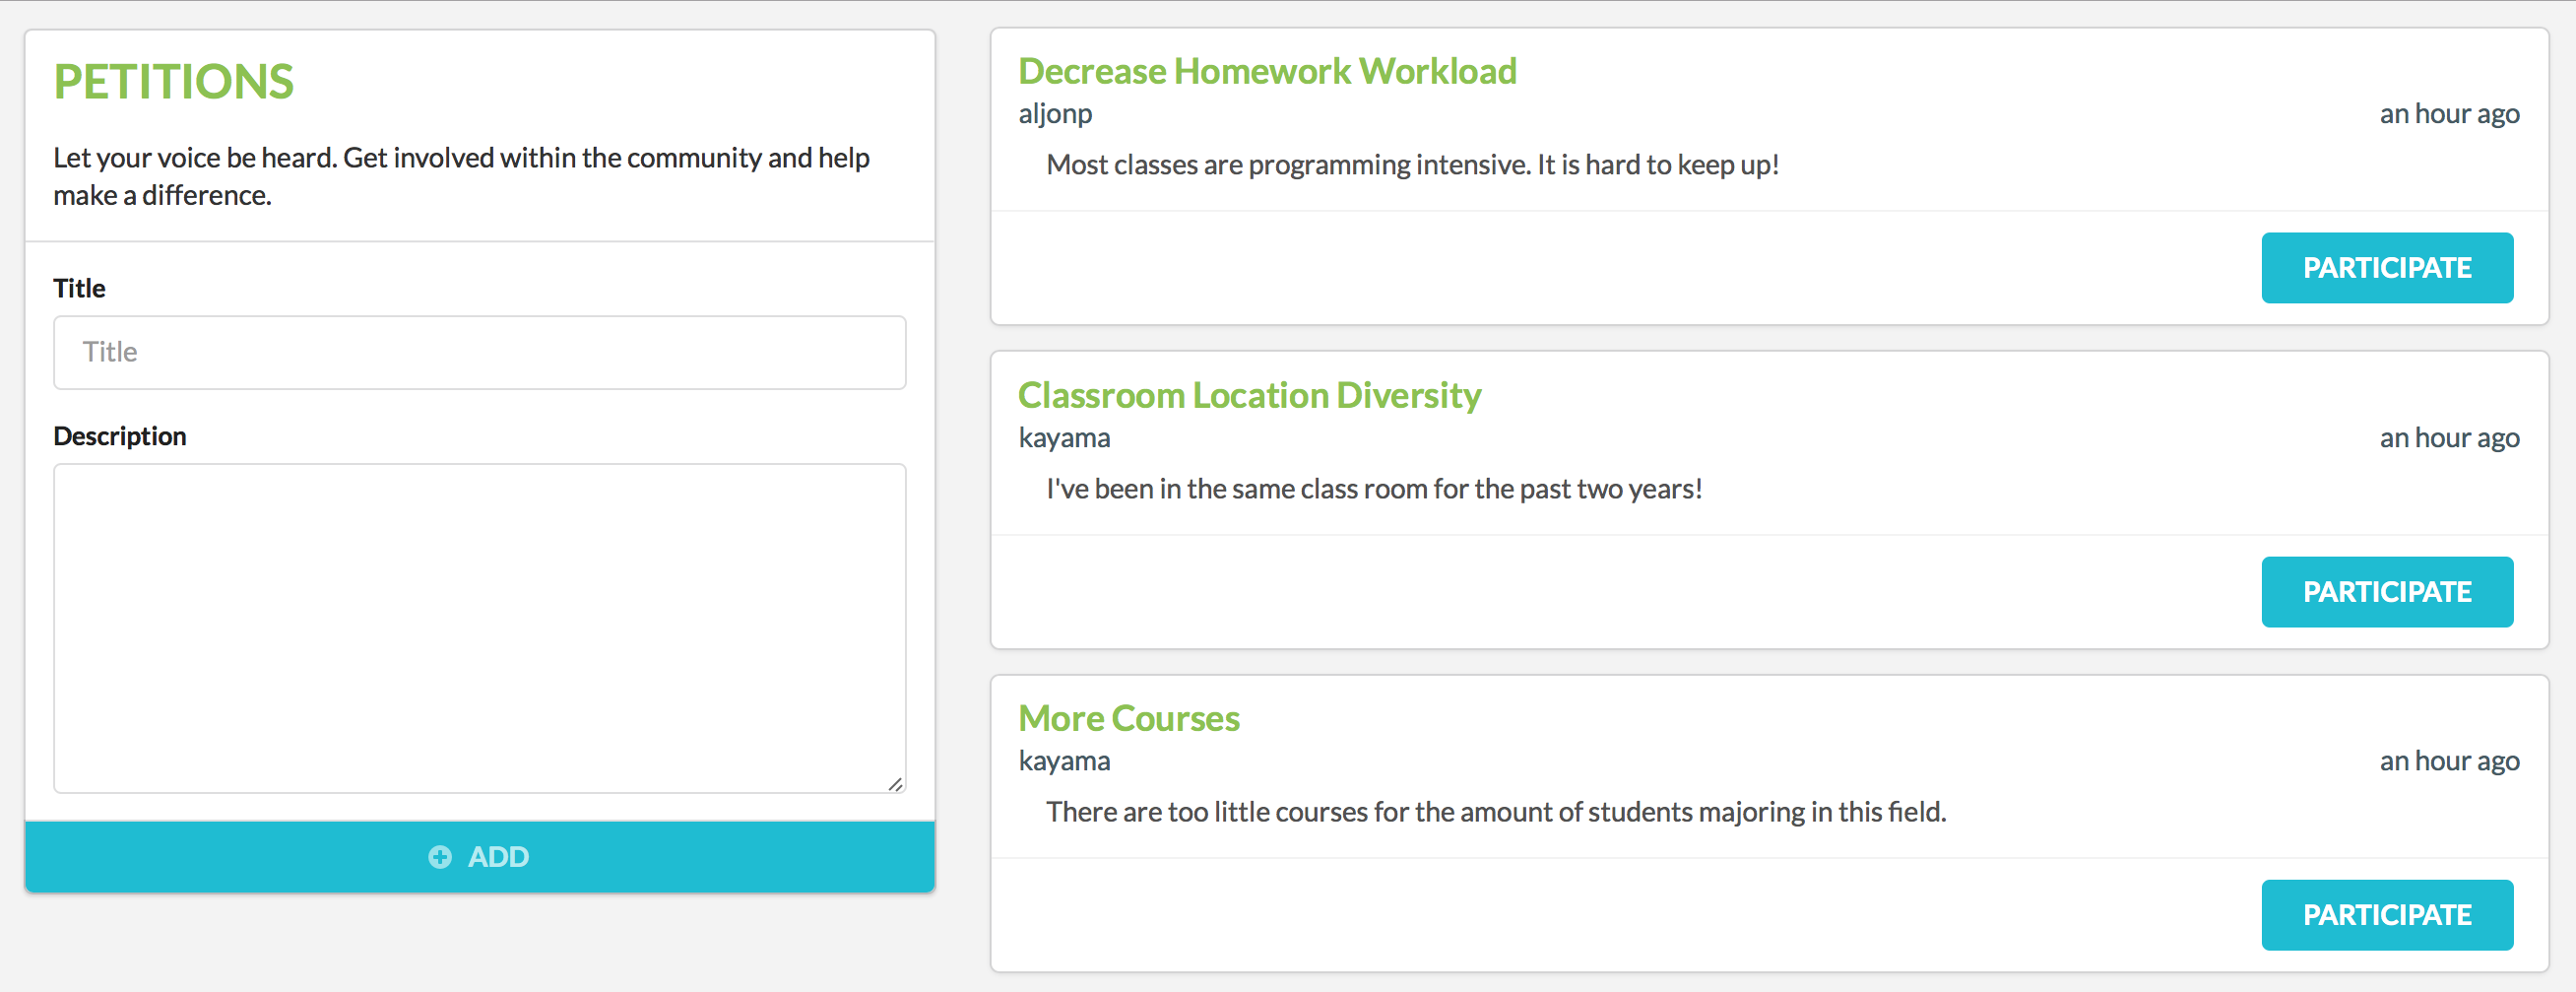 PETITIONS
Let your voice be heard. Get involved within the community and help
make a difference.
Title
Title
Description
ADD
Decrease Homework Workload
aljonp an hour ago
Most classes are programming intensive. It is hard to keep up!
PARTICIPATE
Classroom Location Diversity
kayama an hour ago
I've been in the same class room for the past two years!
PARTICIPATE
More Courses
kayama an hour ago
There are too little courses for the amount of students majoring in this field.
PARTICIPATE